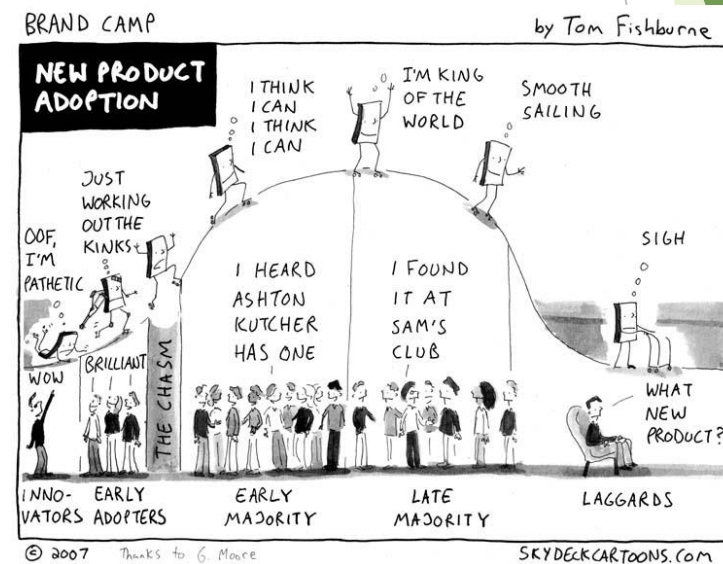 BRAND CAMP
by Tom Fishburne
NEW PRODUCT
ADOPTION
OOF,
I'M
PATHETIC
JUST
WORKING
OUT THE
KINKS
I THINK
I CAN
I THINK
I CAN
I'M KING
OF THE
WORLD
SMOOTH
SAILING
SIGH
WOW
BRILLIANT
THE CHASM
I HEARD
ASHTON
KUTCHER
HAS ONE
I FOUND
IT AT
SAM'S
CLUB
WHAT
NEW
PRODUCT?
INNO-
VATORS
EARLY
ADOPTERS
EARLY
MAJORITY
LATE
MAJORITY
LAGGARDS
© 2007
Thanks to G. Moore
SKYDECKCARTOONS.COM